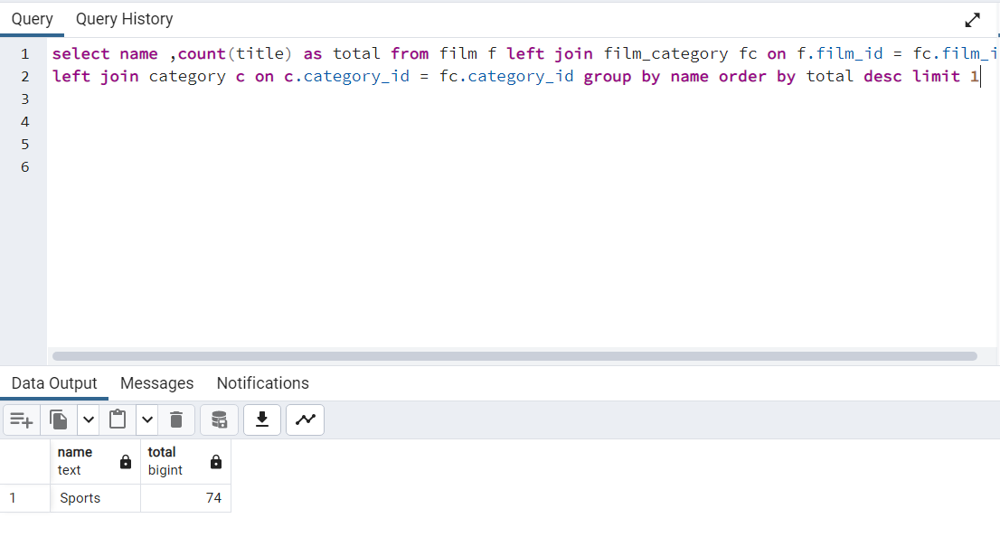 Query Query History
1 select name ,count(title) as total from film f left join film_category fc on f.film_id = fc.film_i
2 left join category c on c.category_id = fc.category_id group by name order by total desc limit 1
3
4
5
6
Data Output Messages Notifications
name total
text bigint
1 Sports 74